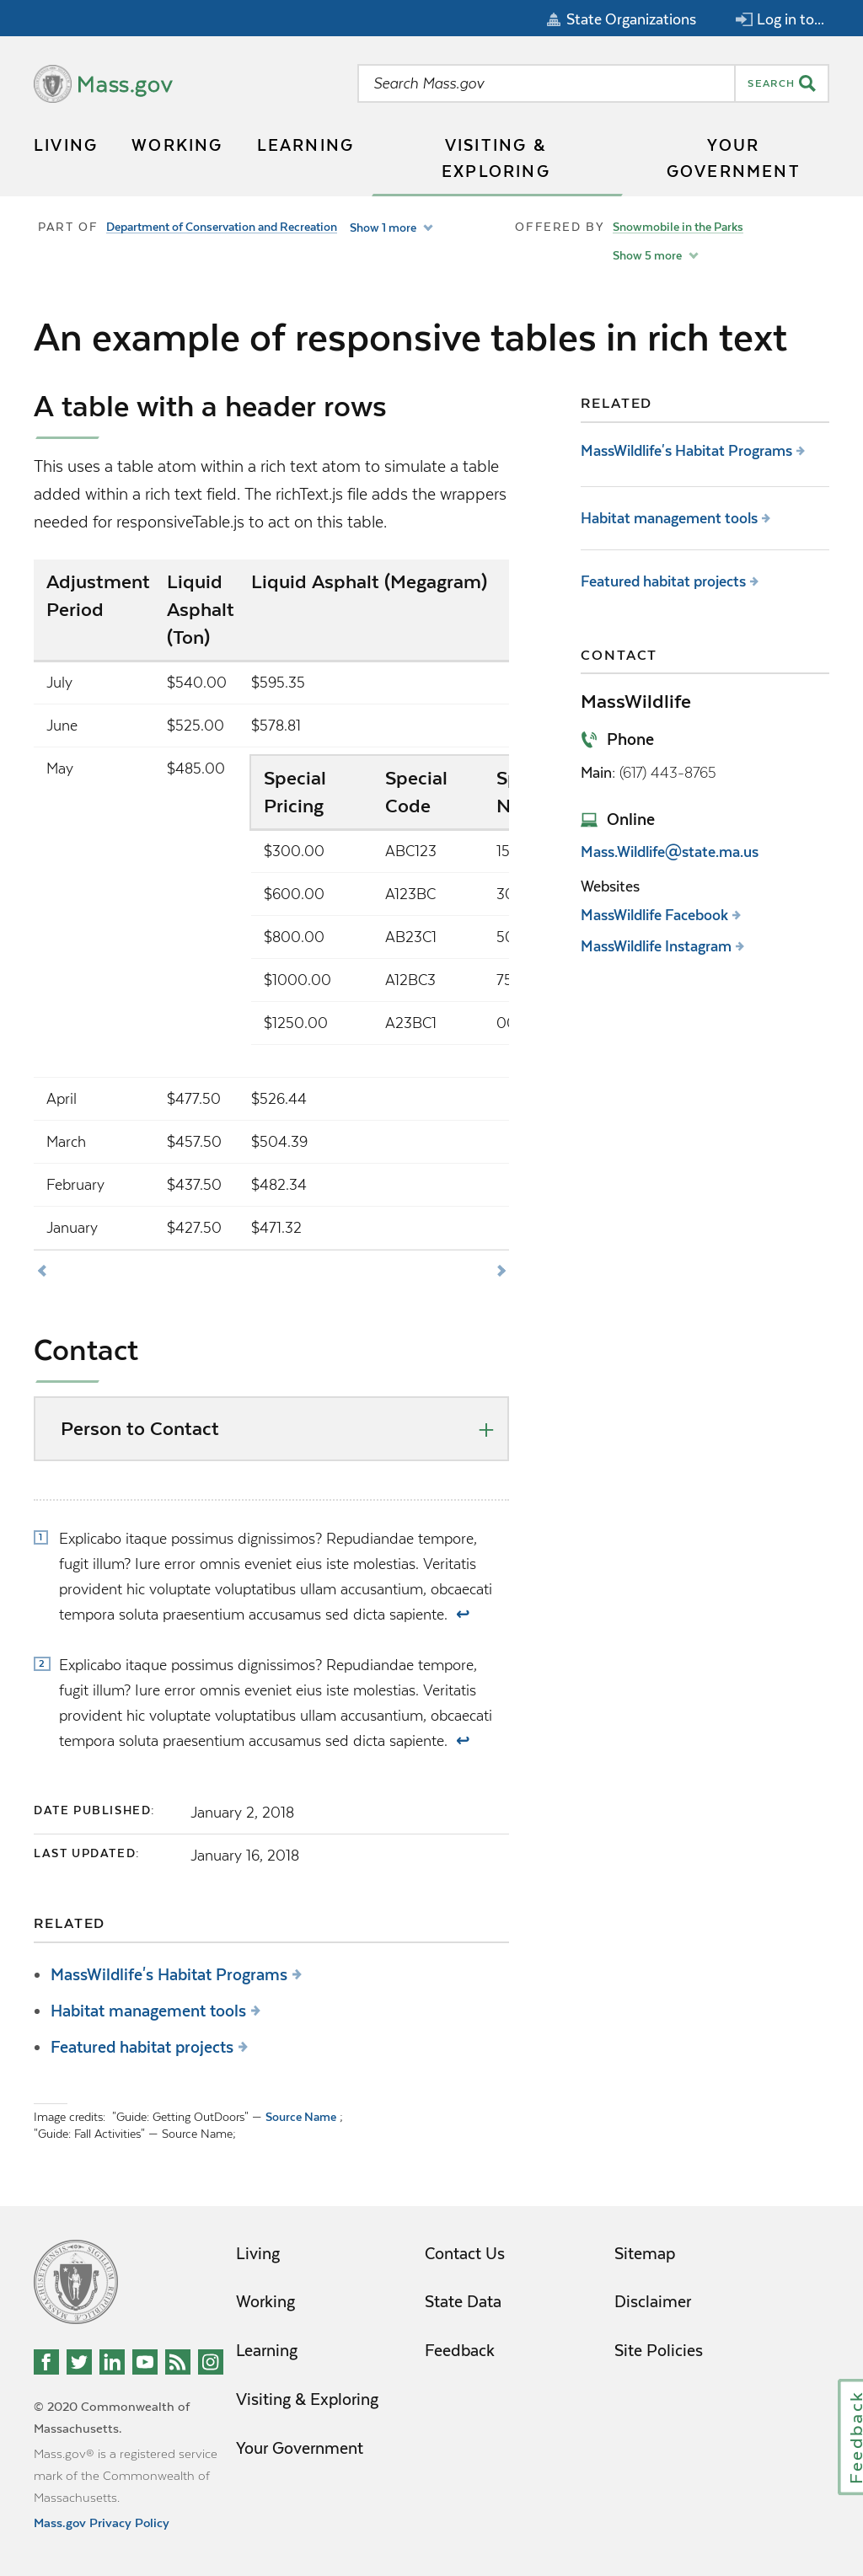 State Organizations
Log in to...
Mass.gov
Search Mass.gov
SEARCH
LIVING
WORKING
LEARNING
VISITING &
EXPLORING
YOUR
GOVERNMENT
PART OF
Department of Conservation and Recreation
Show 1 more
OFFERED BY
Snowmobile in the Parks
Show 5 more
An example of responsive tables in rich text
A table with a header rows
This uses a table atom within a rich text atom to simulate a table
added within a rich text field. The richText.js file adds the wrappers
needed for responsiveTable.js to act on this table.
Adjustment
Period
Liquid
Asphalt
(Ton)
Liquid Asphalt (Megagram)
July $540.00 $595.35
June $525.00 $578.81
May $485.00
Special
Pricing
Special
Code
$300.00 ABC123 15
$600.00 A123BC
$800.00 AB23C1
$1000.00 A12BC3
$1250.00 A23BC1
April $477.50 $526.44
March $457.50 $504.39
February $437.50 $482.34
January $427.50 $471.32
Contact
Person to Contact
1 Explicabo itaque possimus dignissimos? Repudiandae tempore,
fugit illum? Iure error omnis eveniet eius iste molestias. Veritatis
provident hic voluptate voluptatibus ullam accusantium, obcaecati
tempora soluta praesentium accusamus sed dicta sapiente. ↩
2 Explicabo itaque possimus dignissimos? Repudiandae tempore,
fugit illum? Iure error omnis eveniet eius iste molestias. Veritatis
provident hic voluptate voluptatibus ullam accusantium, obcaecati
tempora soluta praesentium accusamus sed dicta sapiente. ↩
DATE PUBLISHED: January 2, 2018
LAST UPDATED: January 16, 2018
RELATED
MassWildlife's Habitat Programs
Habitat management tools
Featured habitat projects
Image credits: "Guide: Getting OutDoors" — Source Name ;
"Guide: Fall Activities" — Source Name;
RELATED
MassWildlife's Habitat Programs
Habitat management tools
Featured habitat projects
CONTACT
MassWildlife
Phone
Main: (617) 443-8765
Online
Mass.Wildlife@state.ma.us
Websites
MassWildlife Facebook
MassWildlife Instagram
© 2020 Commonwealth of
Massachusetts.
Mass.gov® is a registered service
mark of the Commonwealth of
Massachusetts.
Mass.gov Privacy Policy
Living
Working
Learning
Visiting & Exploring
Your Government
Contact Us
State Data
Feedback
Sitemap
Disclaimer
Site Policies
Feedback